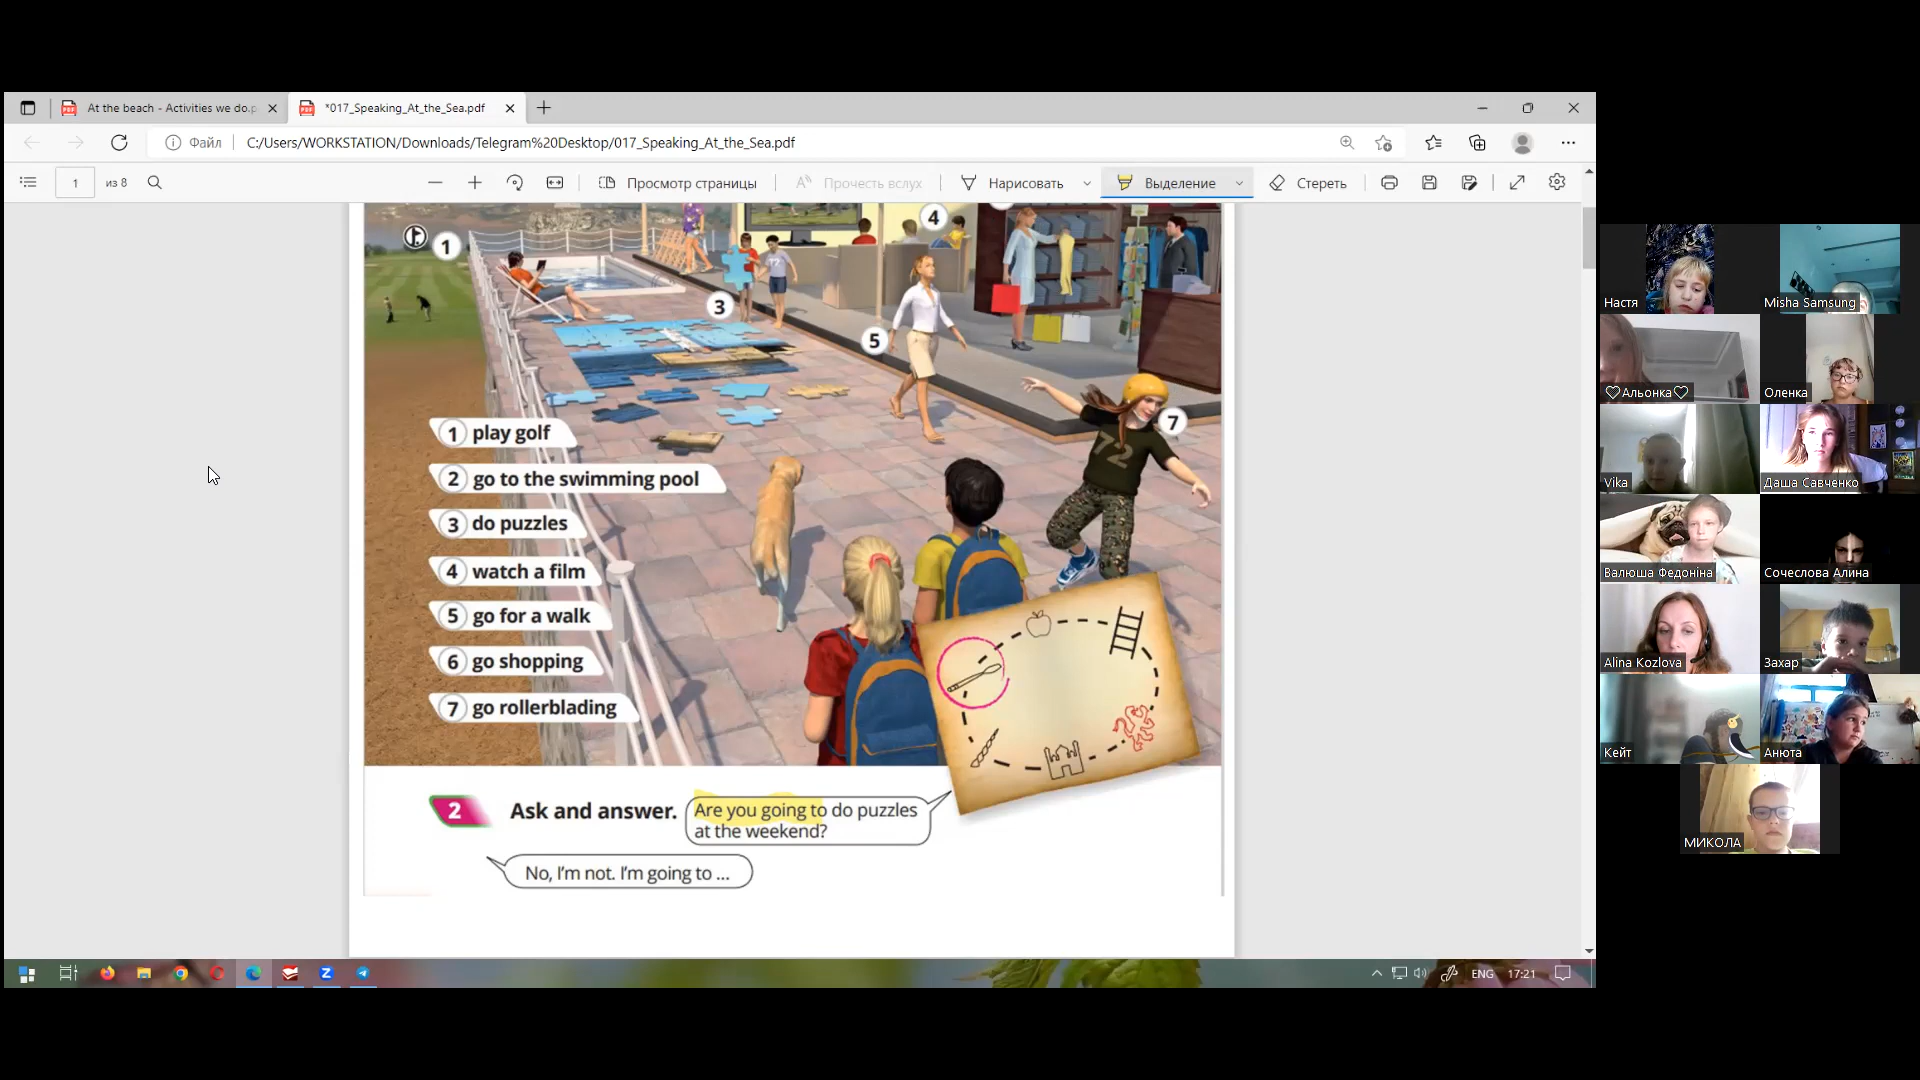 At the beach - Activities we do.p
*017_Speaking_At_the_Sea.pdf
Файл
C:/Users/WORKSTATION/Downloads/Telegram%20Desktop/017_Speaking_At_the_Sea.pdf
1
из 8
Просмотр страницы
Прочесть вслух
Нарисовать
Выделение
Стереть
1
3
4
5
7
72
1 play golf
2 go to the swimming pool
3 do puzzles
4 watch a film
5 go for a walk
6 go shopping
7 go rollerblading
2 Ask and answer.
Are you going to do puzzles
at the weekend?
No, I'm not. I'm going to ...
Настя
Misha Samsung
♡Альонка♡
Оленка
Vika
Даша Савченко
Валюша Федоніна
Сочеслова Алина
Alina Kozlova
Захар
Кейт
Анюта
МИКОЛА
ENG
17:21